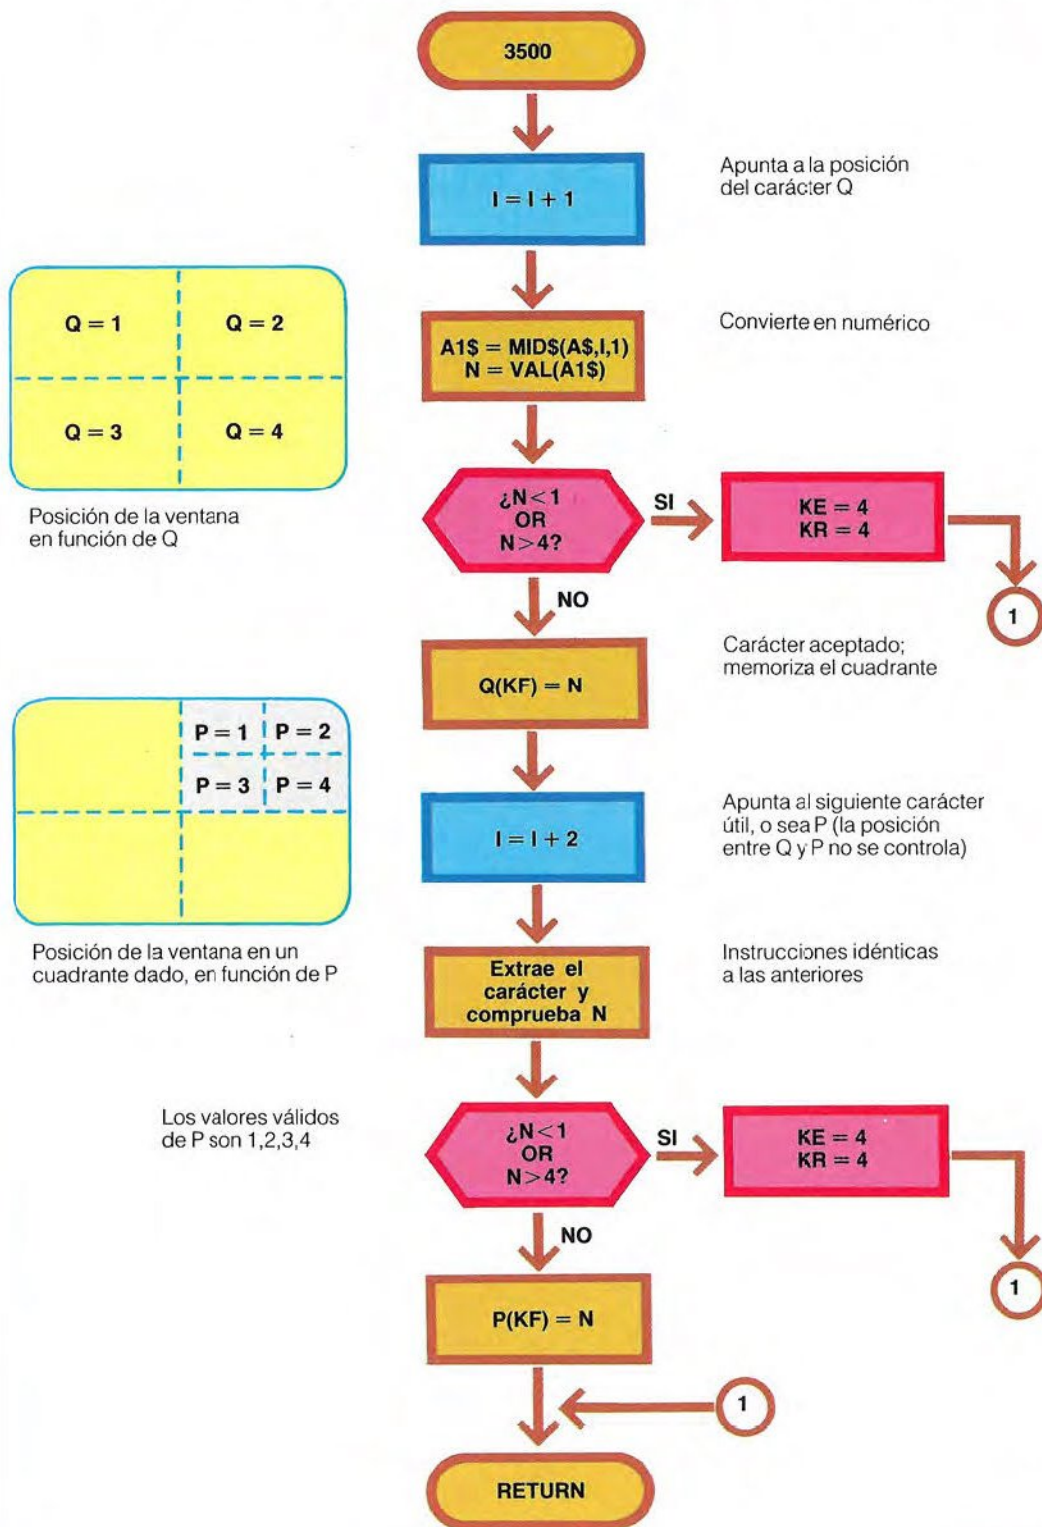 3500
I = I + 1
Apunta a la posición
del carácter Q
Q = 1
Q = 2
Q = 3
Q = 4
Posición de la ventana
en función de Q
A1$ = MID$(A$,I,1)
N = VAL(A1$)
Convierte en numérico
¿N<1
OR
N>4?
SI
KE = 4
KR = 4
1
NO
Q(KF) = N
Carácter aceptado;
memoriza el cuadrante
P = 1
P = 2
P = 3
P = 4
Posición de la ventana en un
cuadrante dado, en función de P
I = I + 2
Apunta al siguiente carácter
útil, o sea P (la posición
entre Q y P no se controla)
Extrae el
carácter y
comprueba N
Instrucciones idénticas
a las anteriores
Los valores válidos
de P son 1,2,3,4
¿N<1
OR
N>4?
SI
KE = 4
KR = 4
1
NO
P(KF) = N
1
RETURN